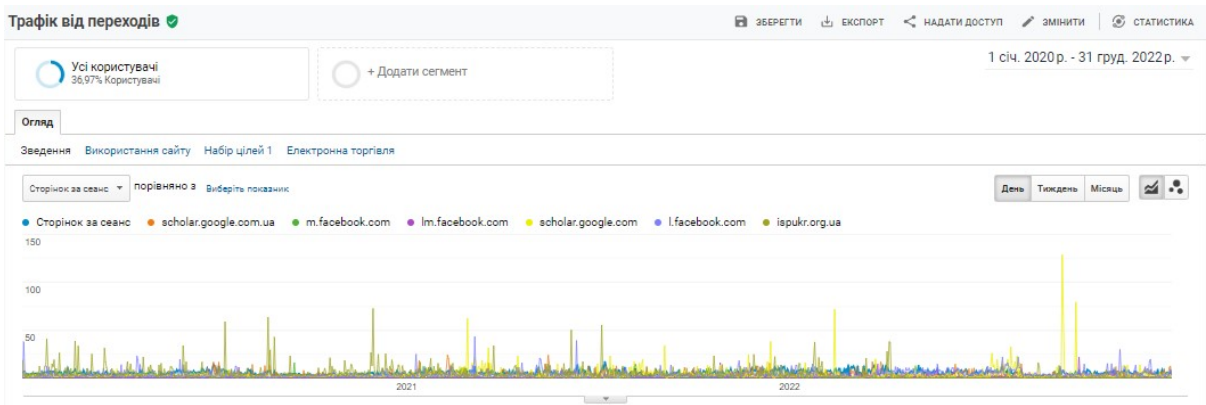 Трафік від переходів
ЗБЕРЕГТИ ЕКСПОРТ НАДАТИ ДОСТУП ЗМІНИТИ СТАТИСТИКА
Усі користувачі
36,97% Користувачі
+ Додати сегмент
1 січ. 2020 р. - 31 груд. 2022 р.
Огляд
Зведення Використання сайту Набір цілей 1 Електронна торгівля
Сторінок за сеанс порівняно з Виберіть показник
День Тиждень Місяць
Сторінок за сеанс scholar.google.com.ua m.facebook.com lm.facebook.com scholar.google.com l.facebook.com ispukr.org.ua
150
100
50
2021 2022